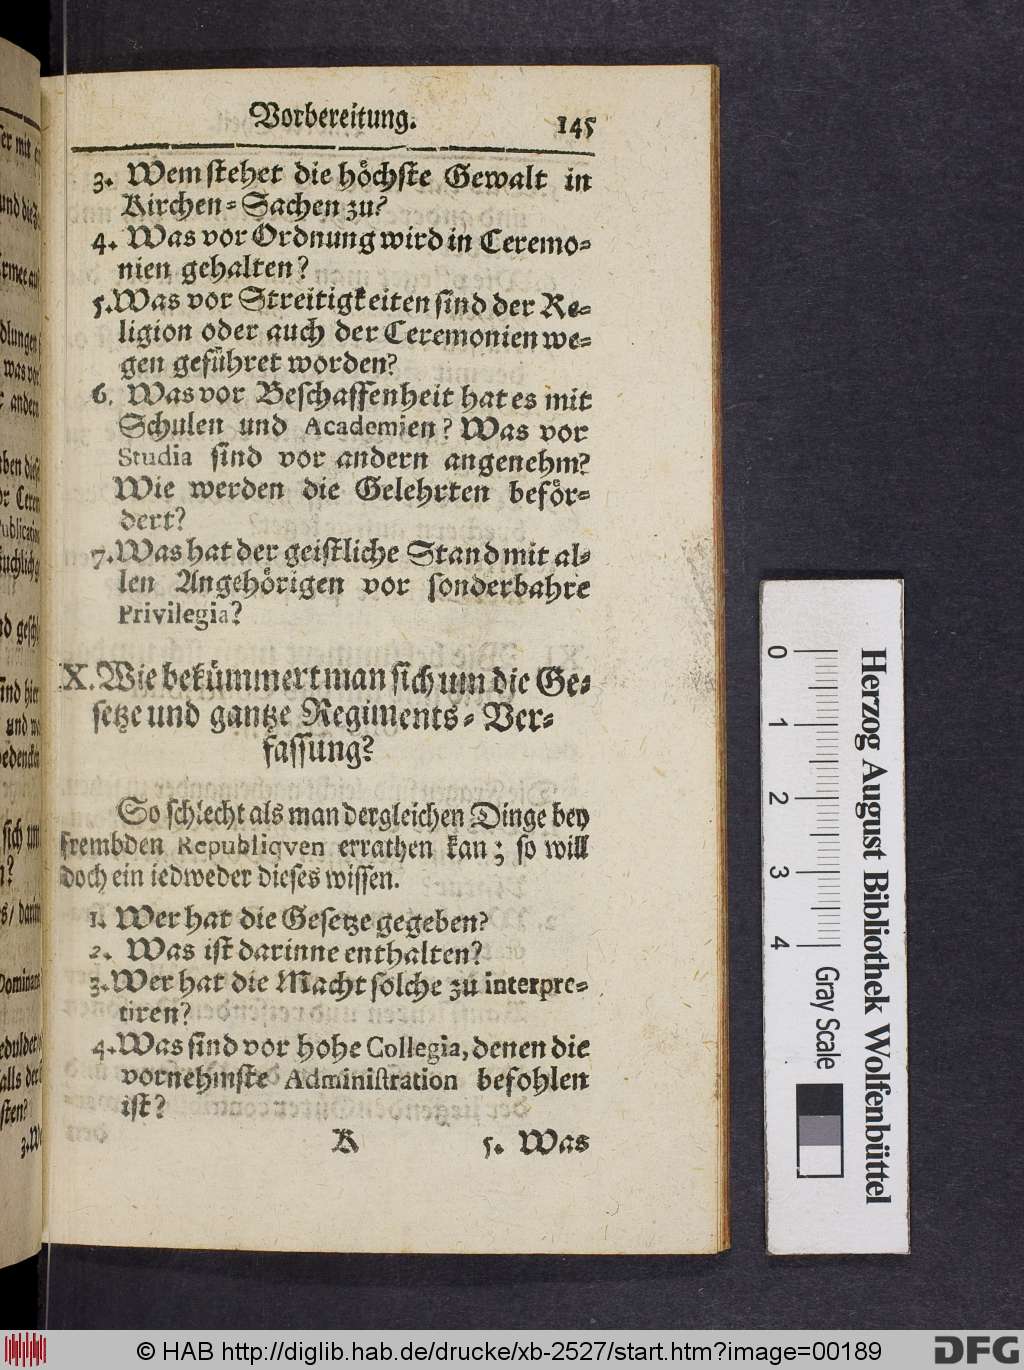 Vorbereitung. 145
3. Wem stehet die höchste Gewalt in
Kirchen-Sachen zu?
4. Was vor Ordnung wird in Ceremo-
nien gehalten?
5. Was vor Streitigkeiten sind der Re-
ligion oder auch der Ceremonien we-
gen geführet worden?
6. Was vor Beschaffenheit hat es mit
Schulen und Academien? Was vor
Studia sind vor andern angenehm?
Wie werden die Gelehrten beför-
dert?
7. Was hat der geistliche Stand mit al-
len Angehörigen vor sonderbahre
Privilegia?
IX. Wie bekümmert man sich um die Ge-
setze und gantze Regiments-Ver-
fassung?
So schlecht als man dergleichen Dinge bey
frembden Republiqven errathen kan; so will
doch ein iedweder dieses wissen.
1. Wer hat die Gesetze gegeben?
2. Was ist darinne enthalten?
3. Wer hat die Macht solche zu interpre-
tiren?
4. Was sind vor hohe Collegia, denen die
vornehmste Administration befohlen
ist?
K 5. Was
0 1 2 3 4
Gray Scale
Herzog August Bibliothek Wolfenbüttel
© HAB http://diglib.hab.de/drucke/xb-2527/start.htm?image=00189
DFG